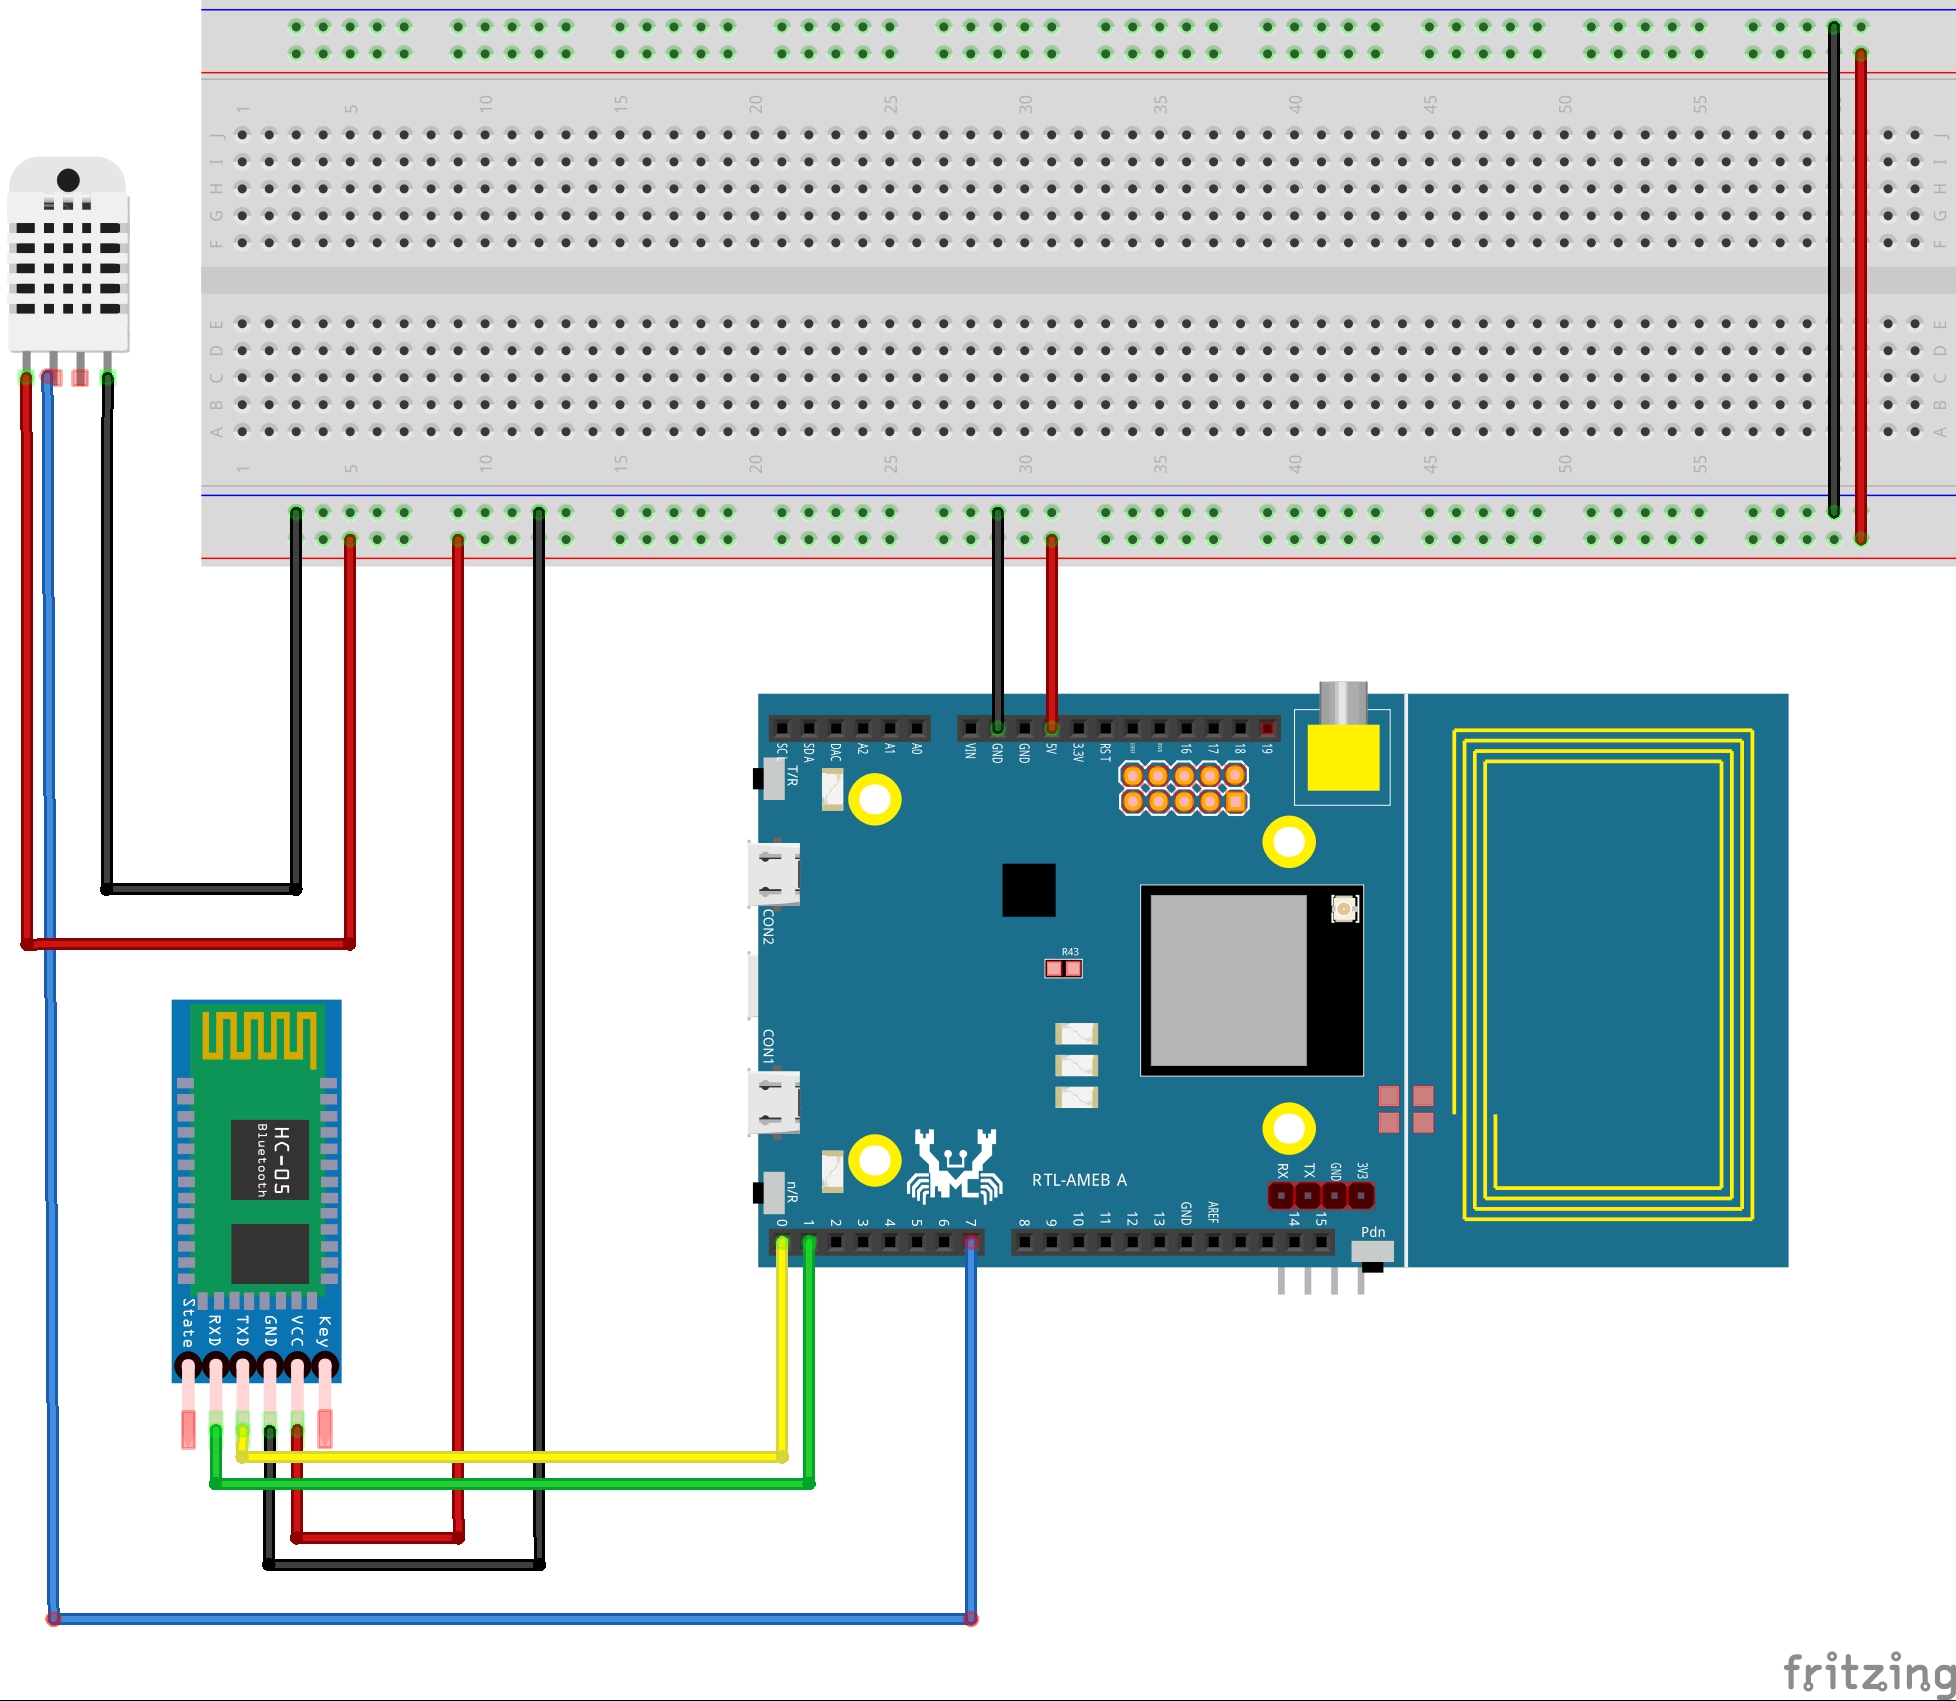 1 5 10 15 20 25 30 35 40 45 50 55
J J
I I
H H
G G
F F
E E
D D
C C
B B
A A
1 5 10 15 20 25 30 35 40 45 50 55
SCL SDA DAC A2 A1 A0
VIN GND GND 5V 3.3V RST 16 17 18 19
T/R
CON2
R43
CON1
HC-05
Bluetooth
State RXD TXD GND VCC Key
RTL-AMEB A
RX TX GND 3V3
n/R
0 1 2 3 4 5 6 7
8 9 10 11 12 13 GND AREF 14 15
Pdn
fritzing